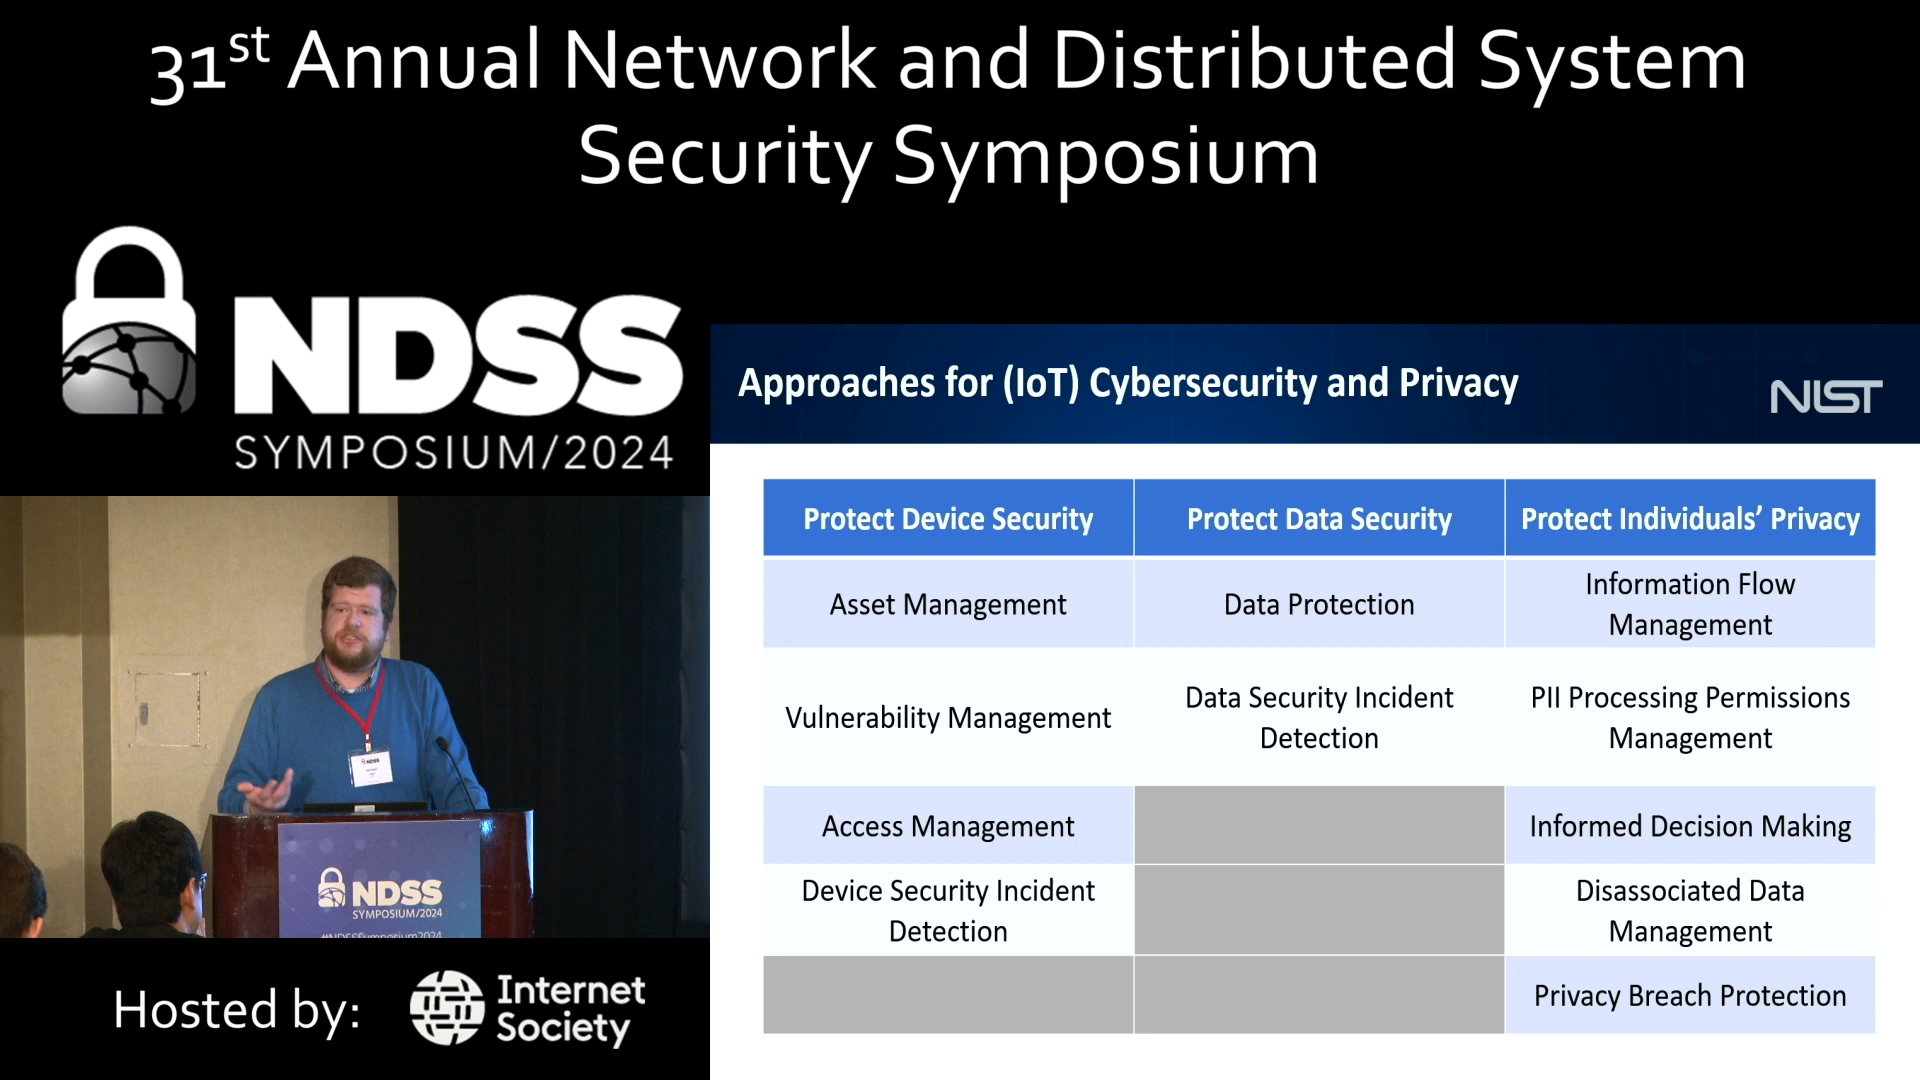 31st Annual Network and Distributed System
Security Symposium
NDSS
SYMPOSIUM/2024
Approaches for (IoT) Cybersecurity and Privacy
NIST
Protect Device Security
Protect Data Security
Protect Individuals’ Privacy
Asset Management
Data Protection
Information Flow
Management
Vulnerability Management
Data Security Incident
Detection
PII Processing Permissions
Management
Access Management
Informed Decision Making
Device Security Incident
Detection
Disassociated Data
Management
Privacy Breach Protection
NDSS
NDSS
SYMPOSIUM/2024
#NDSSSymposium2024
Hosted by:
Internet
Society